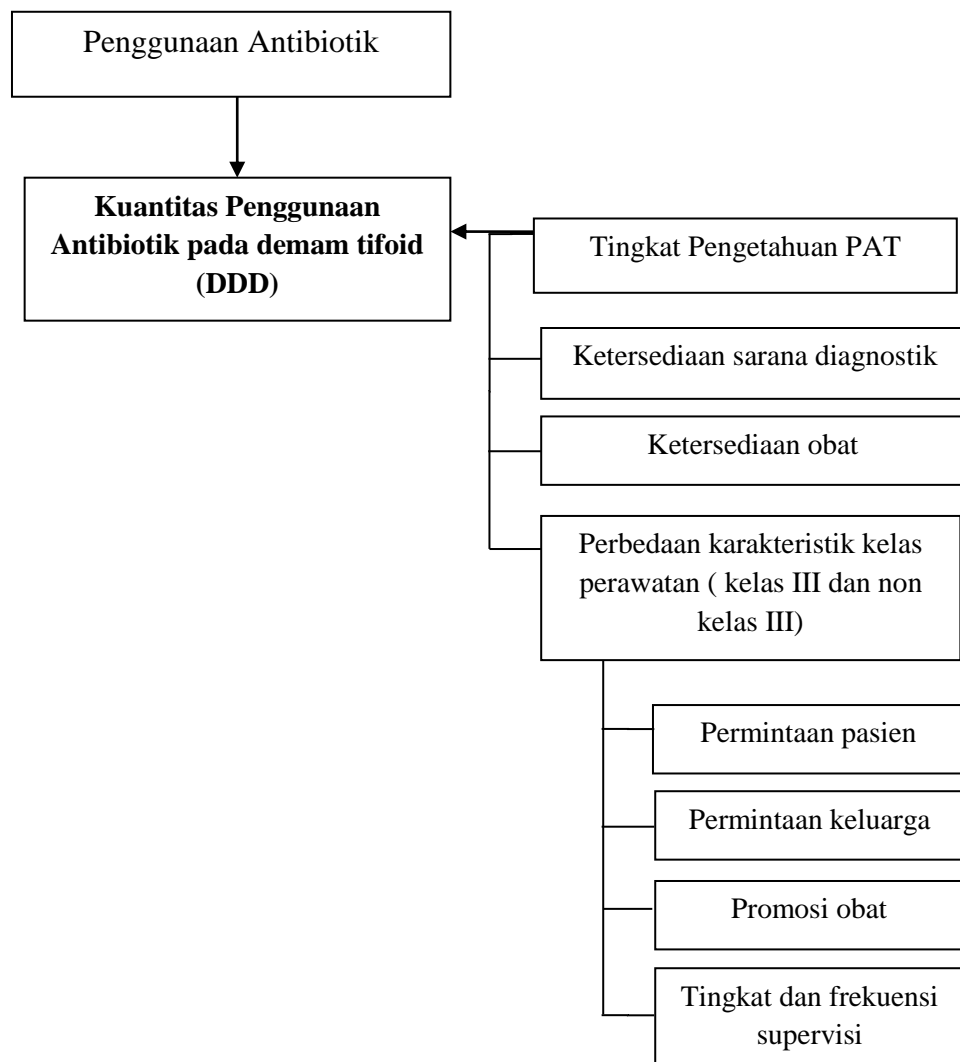 Penggunaan Antibiotik
Kuantitas Penggunaan
Antibiotik pada demam tifoid
(DDD)
Tingkat Pengetahuan PAT
Ketersediaan sarana diagnostik
Ketersediaan obat
Perbedaan karakteristik kelas
perawatan ( kelas III dan non
kelas III)
Permintaan pasien
Permintaan keluarga
Promosi obat
Tingkat dan frekuensi
supervisi